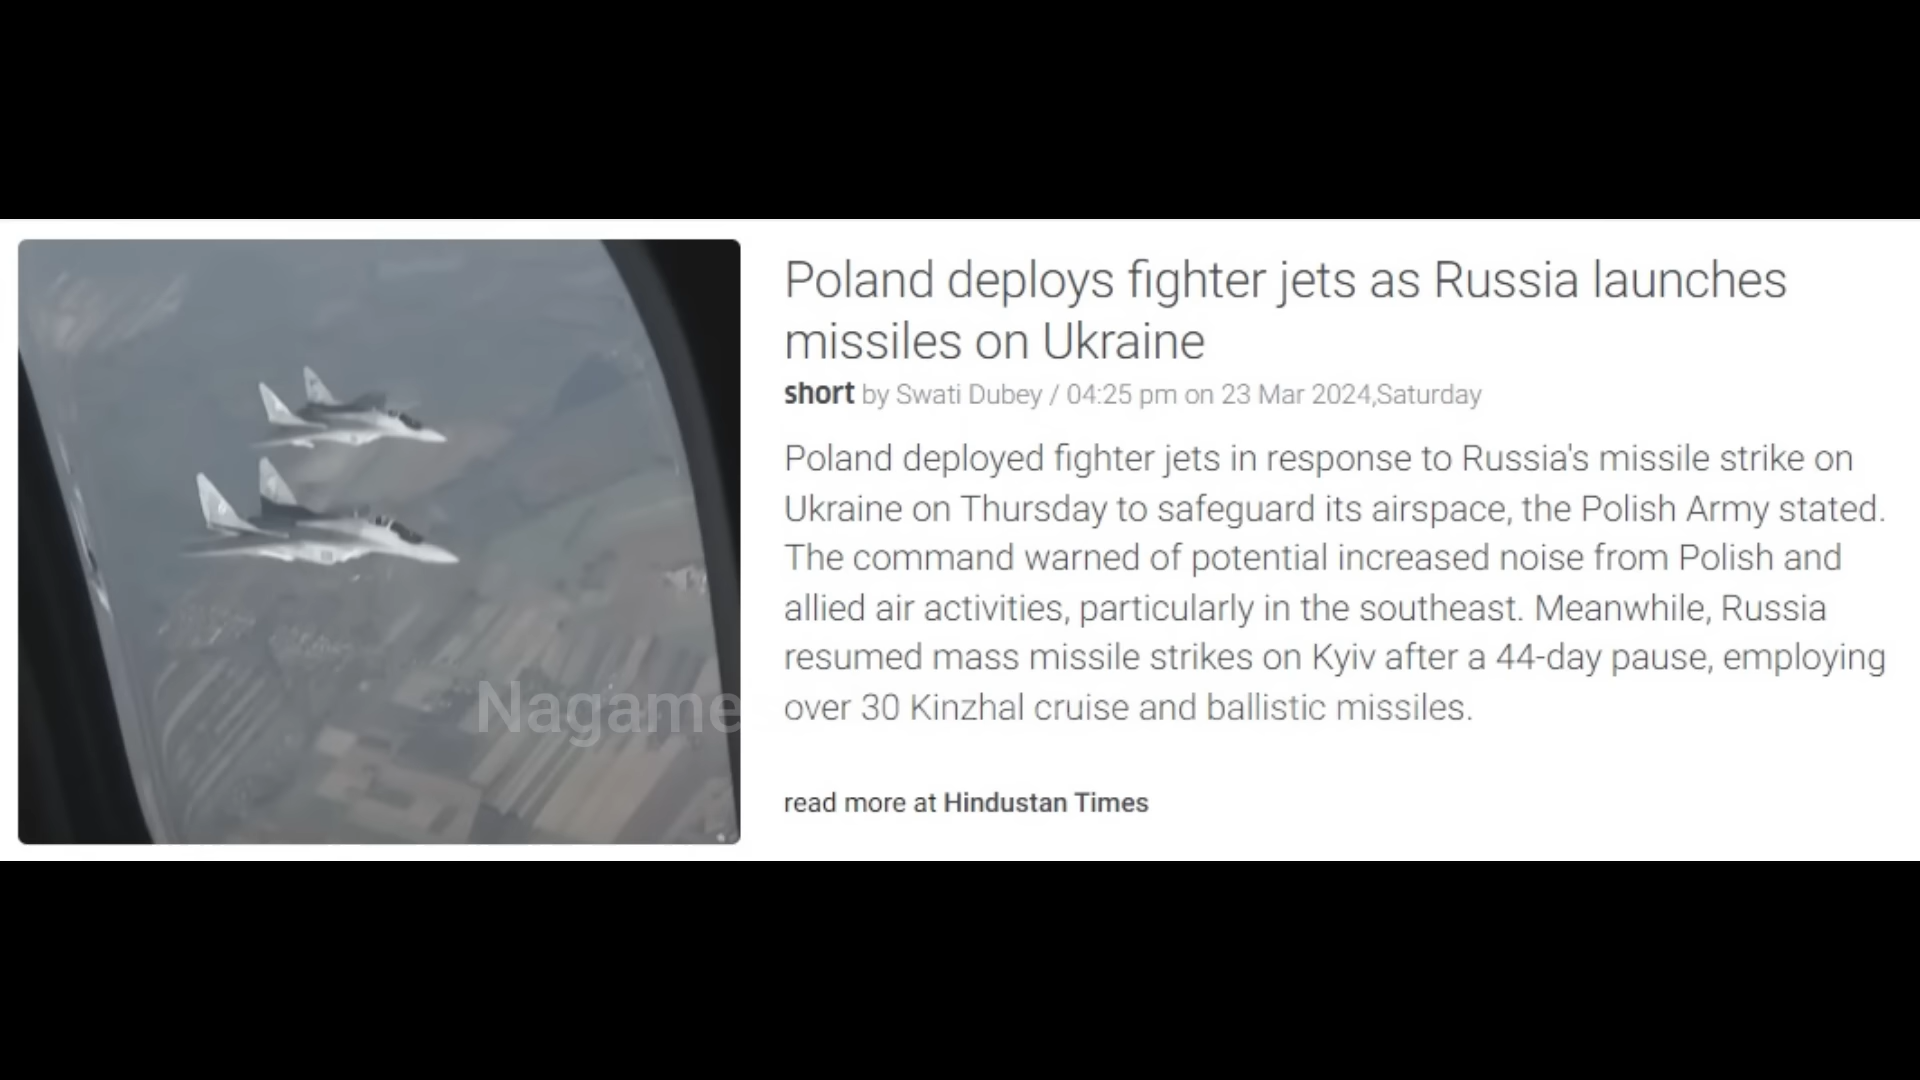 Poland deploys fighter jets as Russia launches
missiles on Ukraine
short by Swati Dubey / 04:25 pm on 23 Mar 2024,Saturday
Poland deployed fighter jets in response to Russia's missile strike on
Ukraine on Thursday to safeguard its airspace, the Polish Army stated.
The command warned of potential increased noise from Polish and
allied air activities, particularly in the southeast. Meanwhile, Russia
resumed mass missile strikes on Kyiv after a 44-day pause, employing
over 30 Kinzhal cruise and ballistic missiles.
read more at Hindustan Times